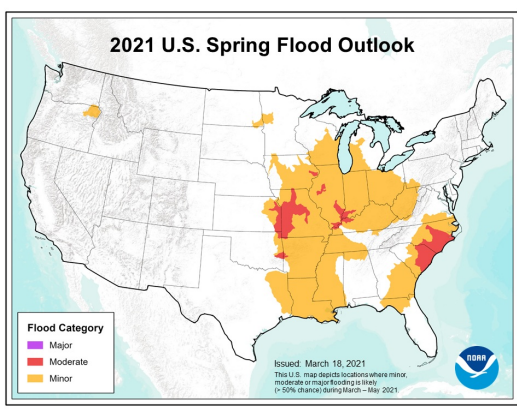 2021 U.S. Spring Flood Outlook
Flood Category
Major
Moderate
Minor
Issued: March 18, 2021
This U.S. map depicts locations where minor,
moderate or major flooding is likely
(> 50% chance) during March – May 2021.
NOAA